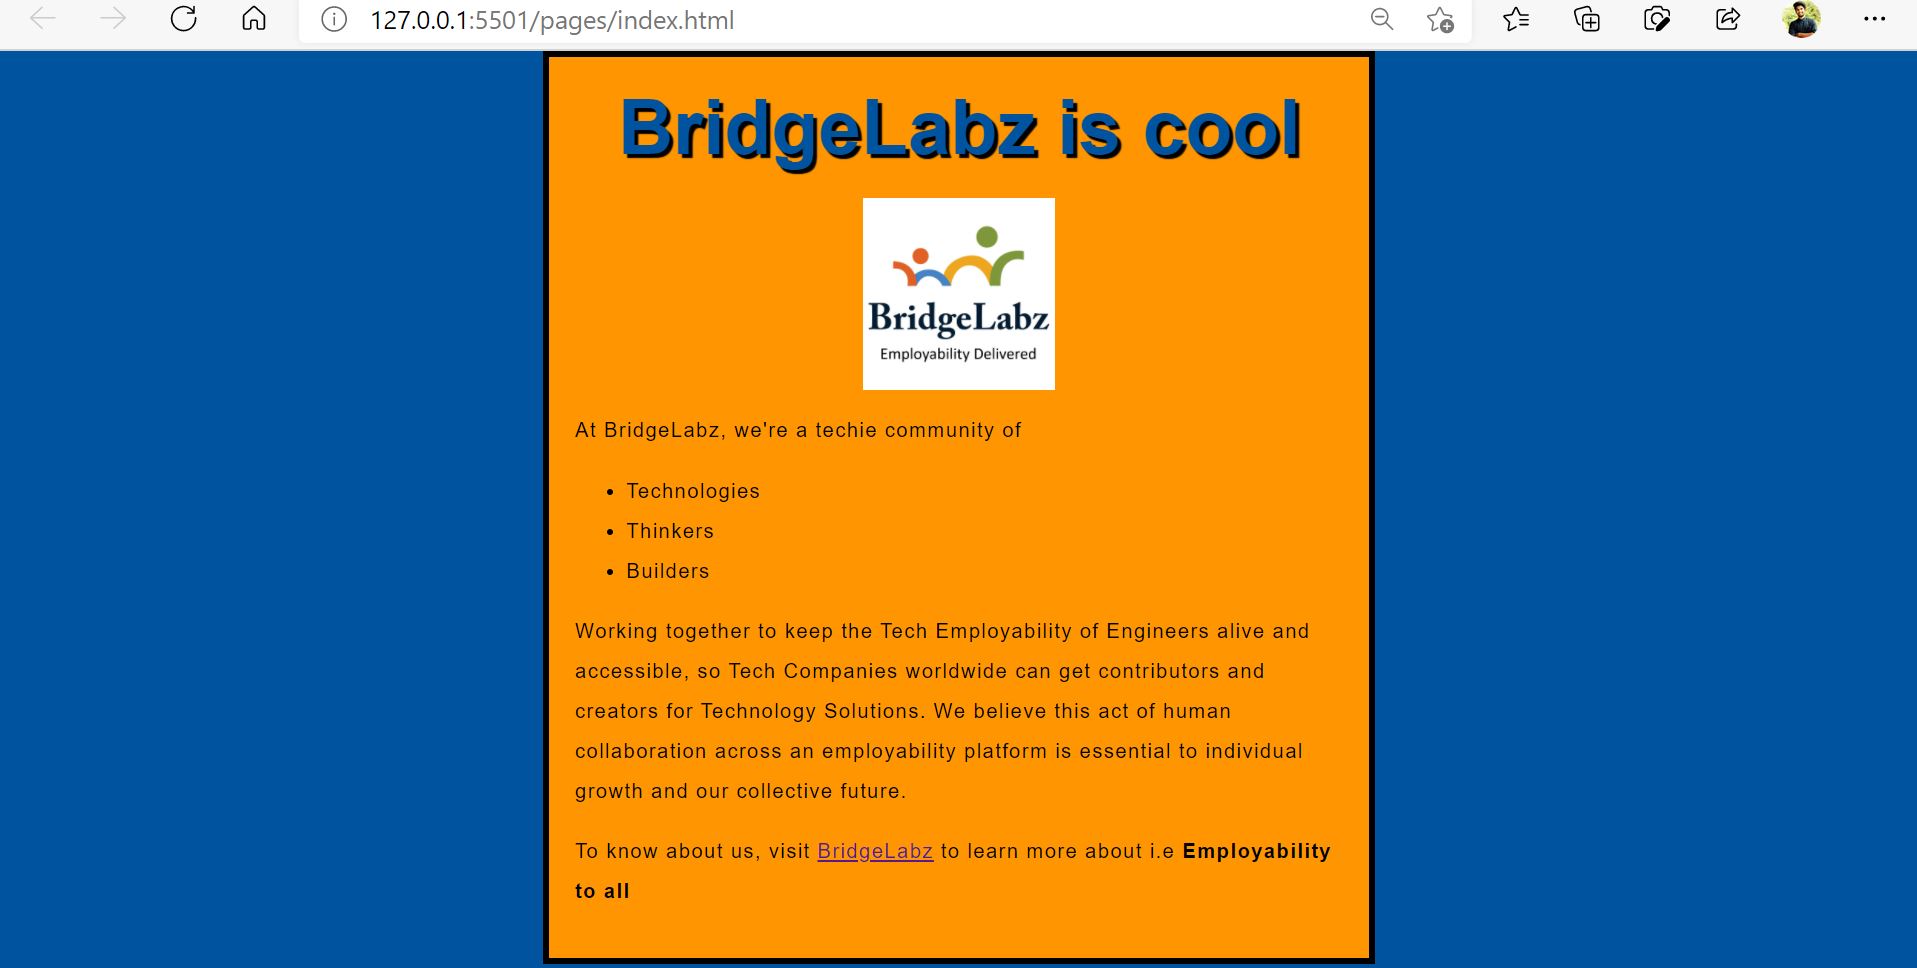 127.0.0.1:5501/pages/index.html
BridgeLabz is cool
BridgeLabz
Employability Delivered
At BridgeLabz, we're a techie community of
• Technologies
• Thinkers
• Builders
Working together to keep the Tech Employability of Engineers alive and
accessible, so Tech Companies worldwide can get contributors and
creators for Technology Solutions. We believe this act of human
collaboration across an employability platform is essential to individual
growth and our collective future.
To know about us, visit BridgeLabz to learn more about i.e Employability
to all